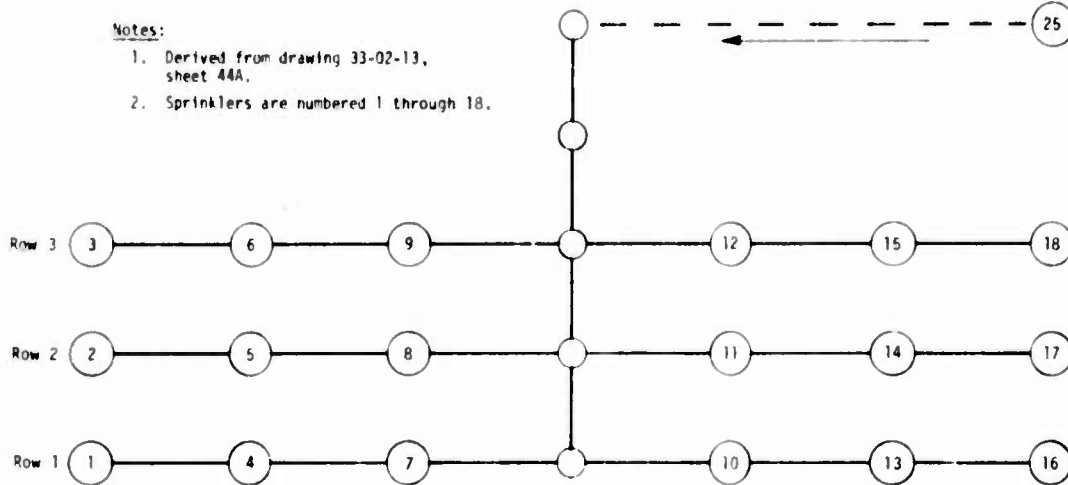 Notes:
1. Derived from drawing 33-02-13,
sheet 44A.
2. Sprinklers are numbered 1 through 18.
25
Row 3 3 6 9 12 15 18
Row 2 2 5 8 11 14 17
Row 1 1 4 7 10 13 16